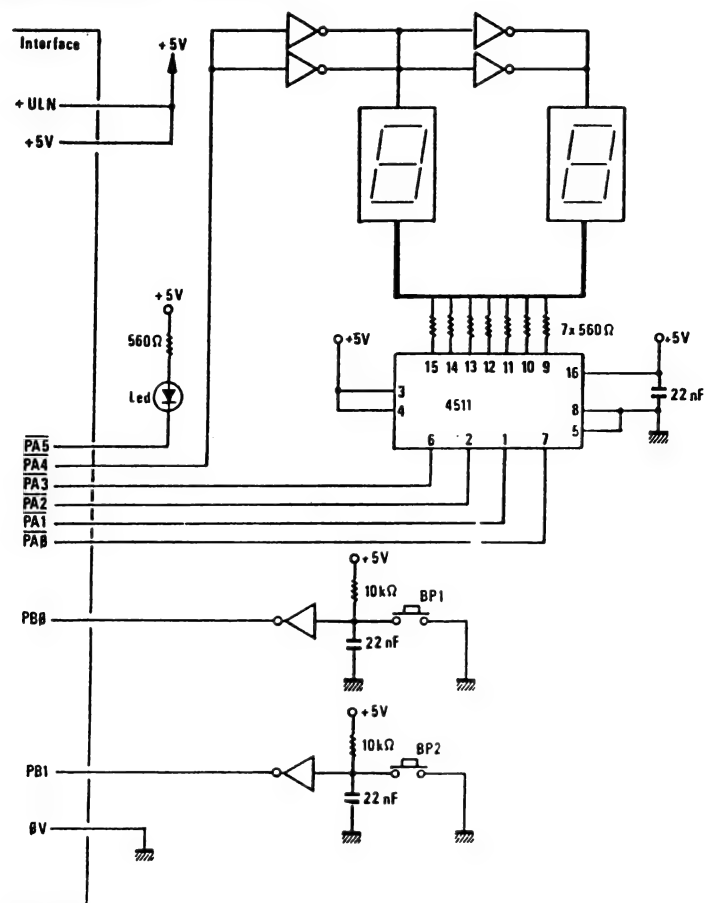 Interface
+5V
+ ULN
+5V
+5V
560Ω
Led
+5V
7x 560Ω
+5V
15 14 13 12 11 10 9
16
3
4
4511
8
5
22 nF
6 2 1 7
PA5
PA4
PA3
PA2
PA1
PAØ
+5V
10kΩ
BP1
PBØ
22 nF
+5V
10kΩ
BP2
PB1
22 nF
ØV